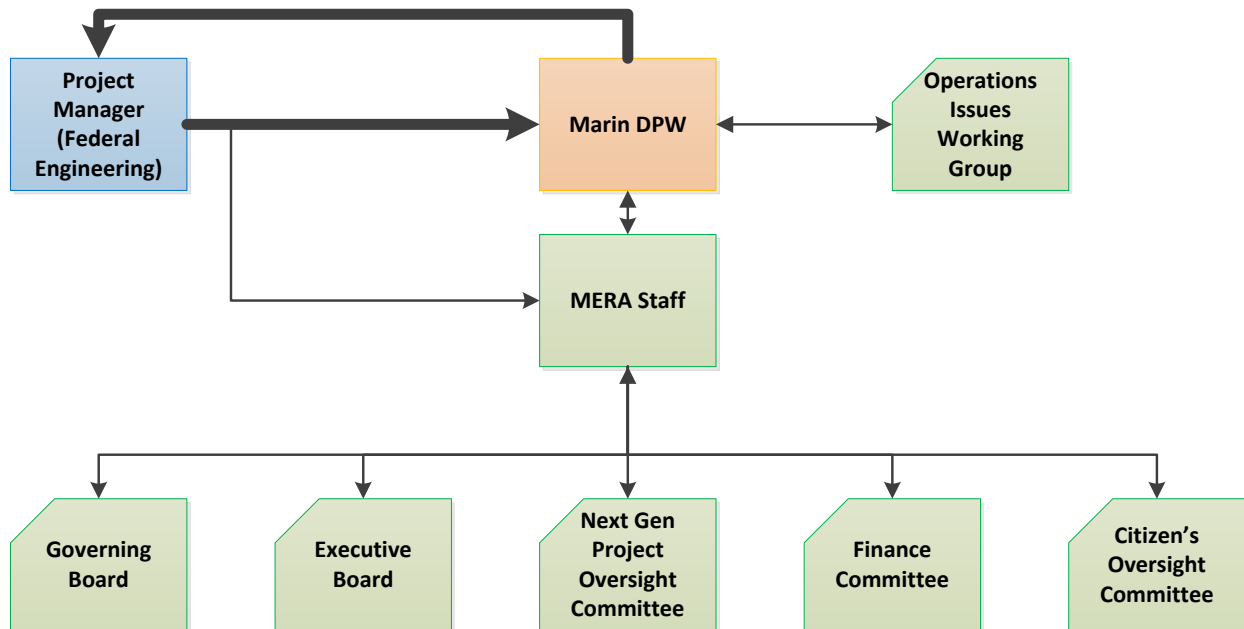 Project
Manager
(Federal
Engineering)
Marin DPW
Operations
Issues
Working
Group
MERA Staff
Governing
Board
Executive
Board
Next Gen
Project
Oversight
Committee
Finance
Committee
Citizen’s
Oversight
Committee